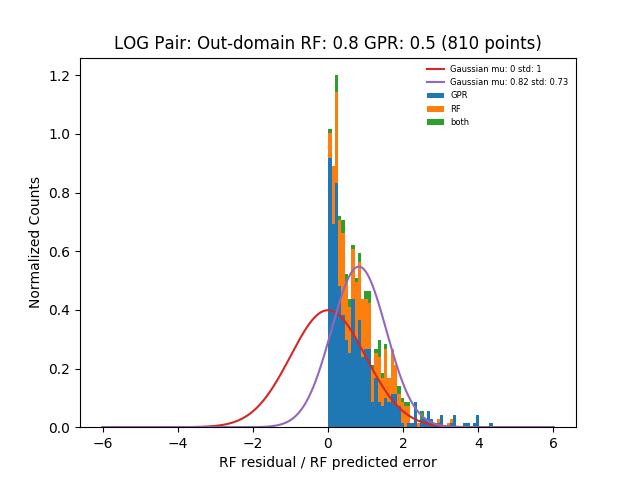 LOG Pair: Out-domain RF: 0.8 GPR: 0.5 (810 points)
Gaussian mu: 0 std: 1
Gaussian mu: 0.82 std: 0.73
GPR
RF
both
Normalized Counts
1.2
1.0
0.8
0.6
0.4
0.2
0.0
−6 −4 −2 0 2 4 6
RF residual / RF predicted error